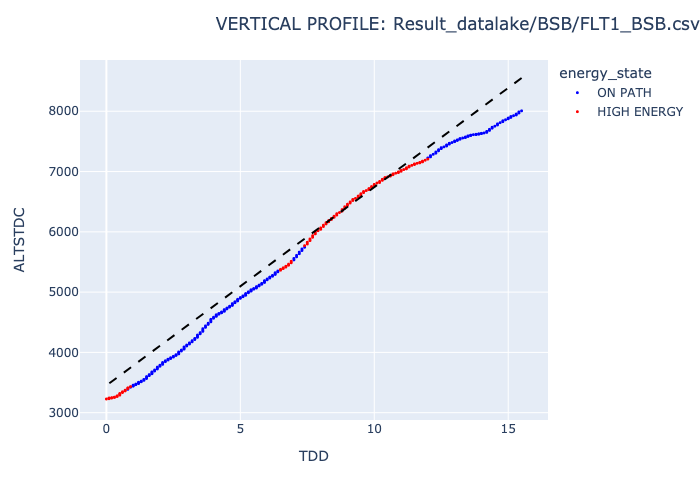 VERTICAL PROFILE: Result_datalake/BSB/FLT1_BSB.csv
energy_state
ON PATH
HIGH ENERGY
ALTSTDC
8000
7000
6000
5000
4000
3000
0 5 10 15
TDD